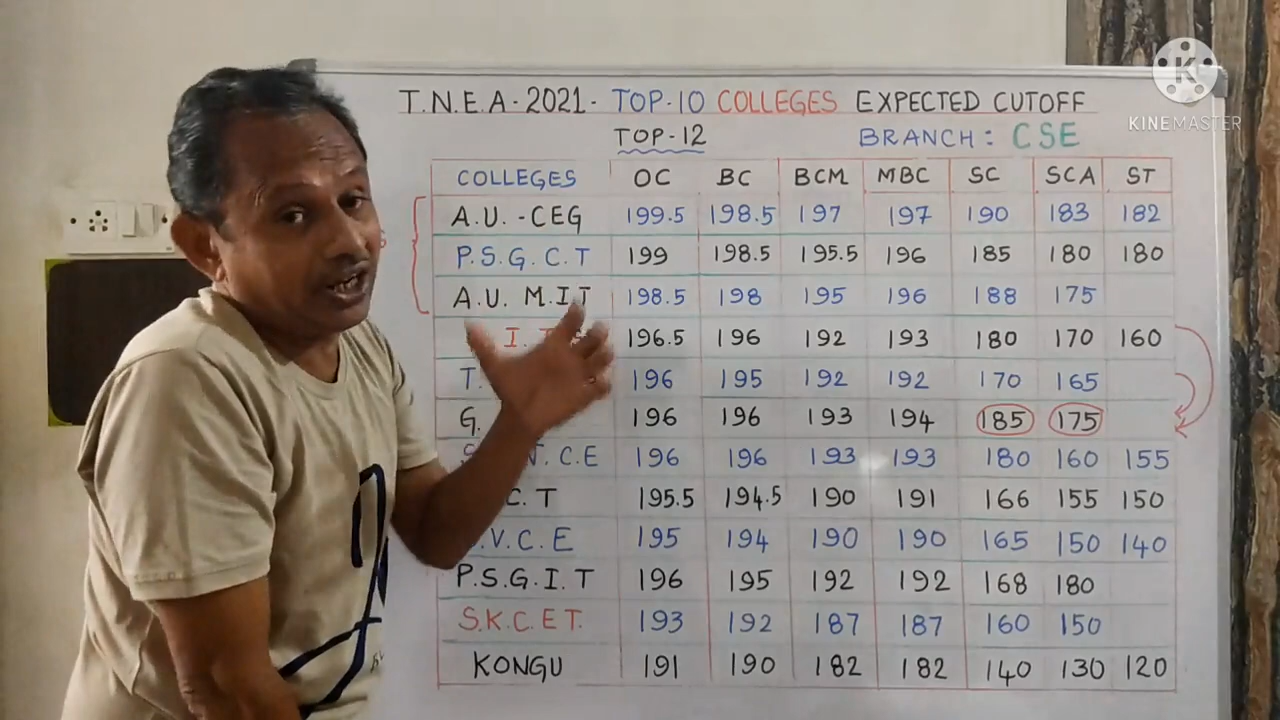 T.N.E.A - 2021 - TOP-10 COLLEGES EXPECTED CUTOFF
TOP-12 BRANCH : CSE
COLLEGES OC BC BCM MBC SC SCA ST
A.U.-CEG 199.5 198.5 197 197 190 183 182
P.S.G.C.T 199 198.5 195.5 196 185 180 180
A.U. M.I.T 198.5 198 195 196 188 175
196.5 196 192 193 180 170 160
T. 196 195 192 192 170 165
G. 196 196 193 194 185 175
C.E 196 196 193 193 180 160 155
C.T 195.5 194.5 190 191 166 155 150
V.C.E 195 194 190 190 165 150 140
P.S.G.I.T 196 195 192 192 168 180
S.K.C.E.T. 193 192 187 187 160 150
KONGU 191 190 182 182 140 130 120
K
KINEMASTER